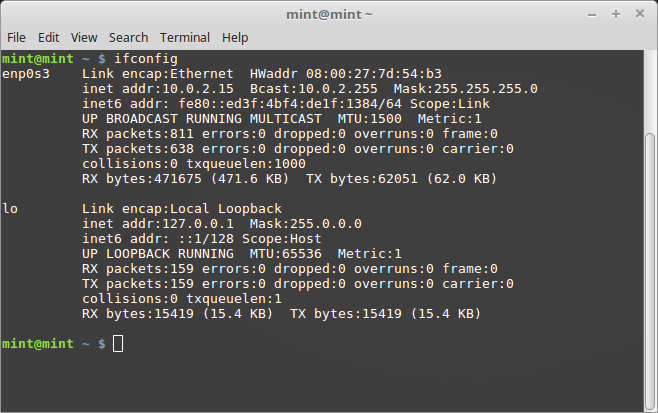 mint@mint ~
File Edit View Search Terminal Help
mint@mint ~ $ ifconfig
enp0s3    Link encap:Ethernet  HWaddr 08:00:27:7d:54:b3
          inet addr:10.0.2.15  Bcast:10.0.2.255  Mask:255.255.255.0
          inet6 addr: fe80::ed3f:4bf4:de1f:1384/64 Scope:Link
          UP BROADCAST RUNNING MULTICAST  MTU:1500  Metric:1
          RX packets:811 errors:0 dropped:0 overruns:0 frame:0
          TX packets:638 errors:0 dropped:0 overruns:0 carrier:0
          collisions:0 txqueuelen:1000
          RX bytes:471675 (471.6 KB)  TX bytes:62051 (62.0 KB)

lo        Link encap:Local Loopback
          inet addr:127.0.0.1  Mask:255.0.0.0
          inet6 addr: ::1/128 Scope:Host
          UP LOOPBACK RUNNING  MTU:65536  Metric:1
          RX packets:159 errors:0 dropped:0 overruns:0 frame:0
          TX packets:159 errors:0 dropped:0 overruns:0 carrier:0
          collisions:0 txqueuelen:1
          RX bytes:15419 (15.4 KB)  TX bytes:15419 (15.4 KB)

mint@mint ~ $